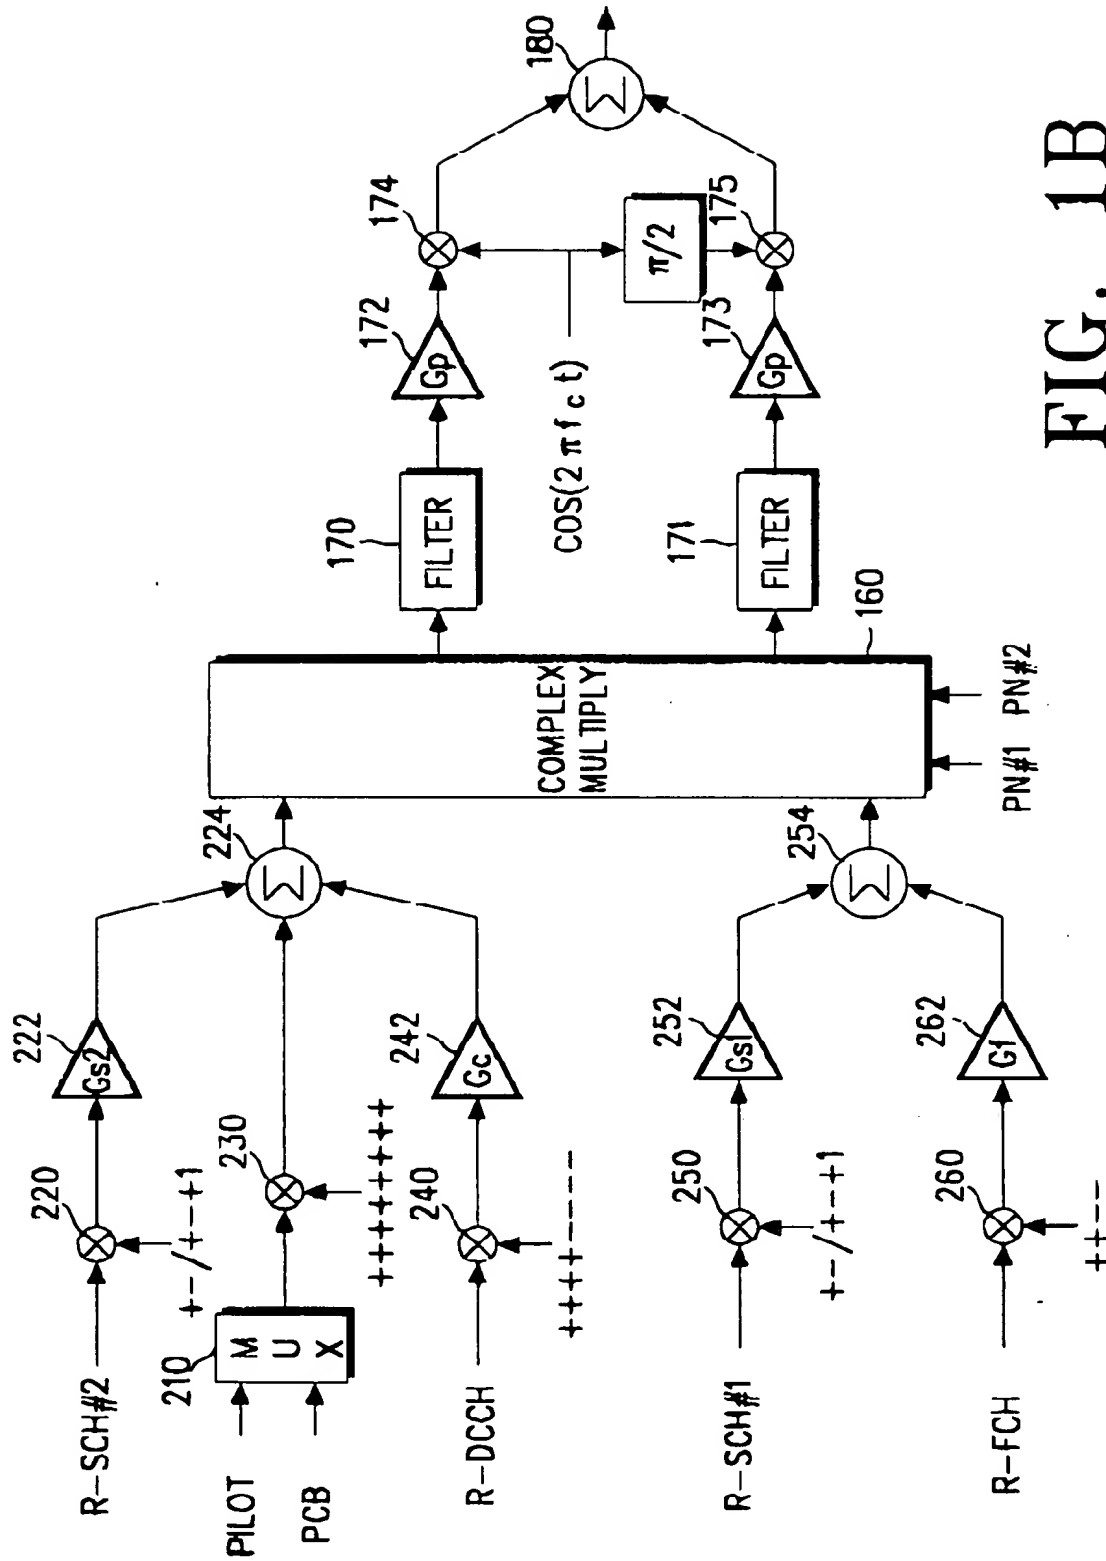 R-SCH#2
220
+-/+--+1
222
Gs2
PILOT
PCB
210
M
U
X
230
++++++++
R-DCCH
240
++++----
242
Gc
224
Σ
R-SCH#1
250
+-/+--+1
252
Gs1
R-FCH
260
++--
262
Gf
254
Σ
COMPLEX
MULTIPLY
160
PN#1
PN#2
170
FILTER
172
Gp
174
COS(2πfct)
π/2
171
FILTER
173
Gp
175
180
Σ
FIG. 1B